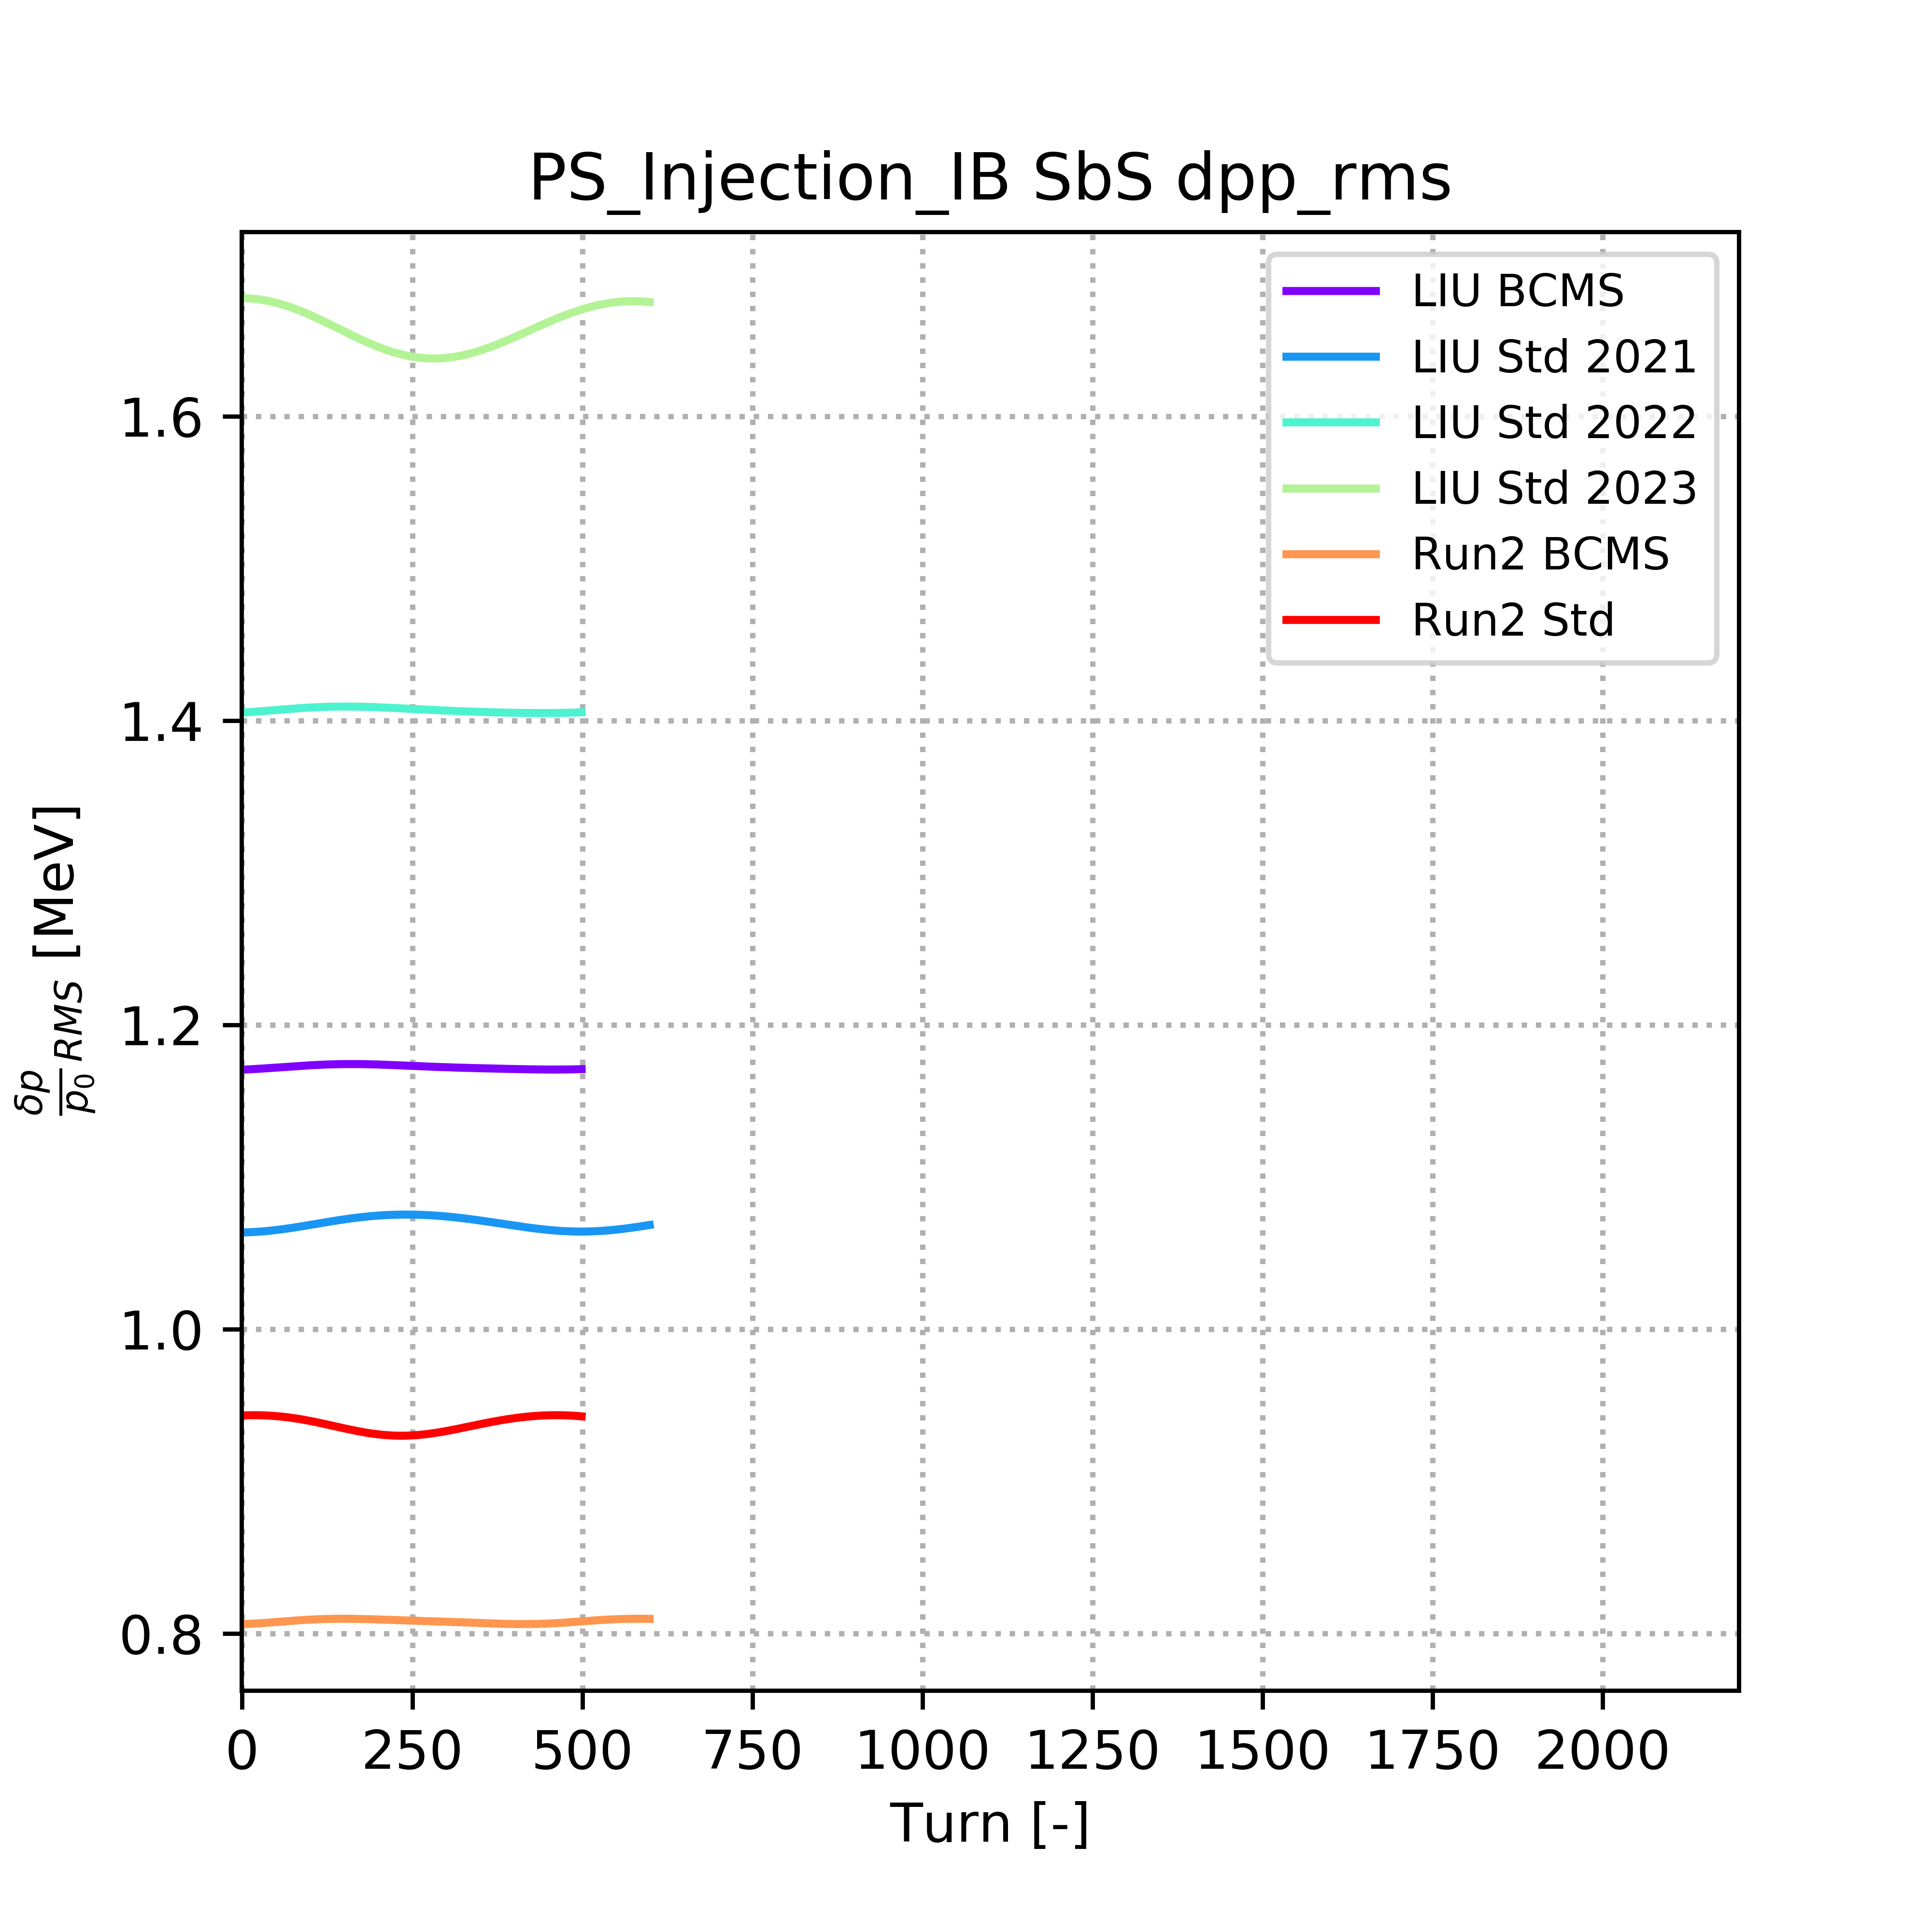 PS_Injection_IB SbS dpp_rms
LIU BCMS
LIU Std 2021
LIU Std 2022
LIU Std 2023
Run2 BCMS
Run2 Std
1.6
1.4
1.2
1.0
0.8
δp/p₀ RMS [MeV]
0 250 500 750 1000 1250 1500 1750 2000
Turn [-]